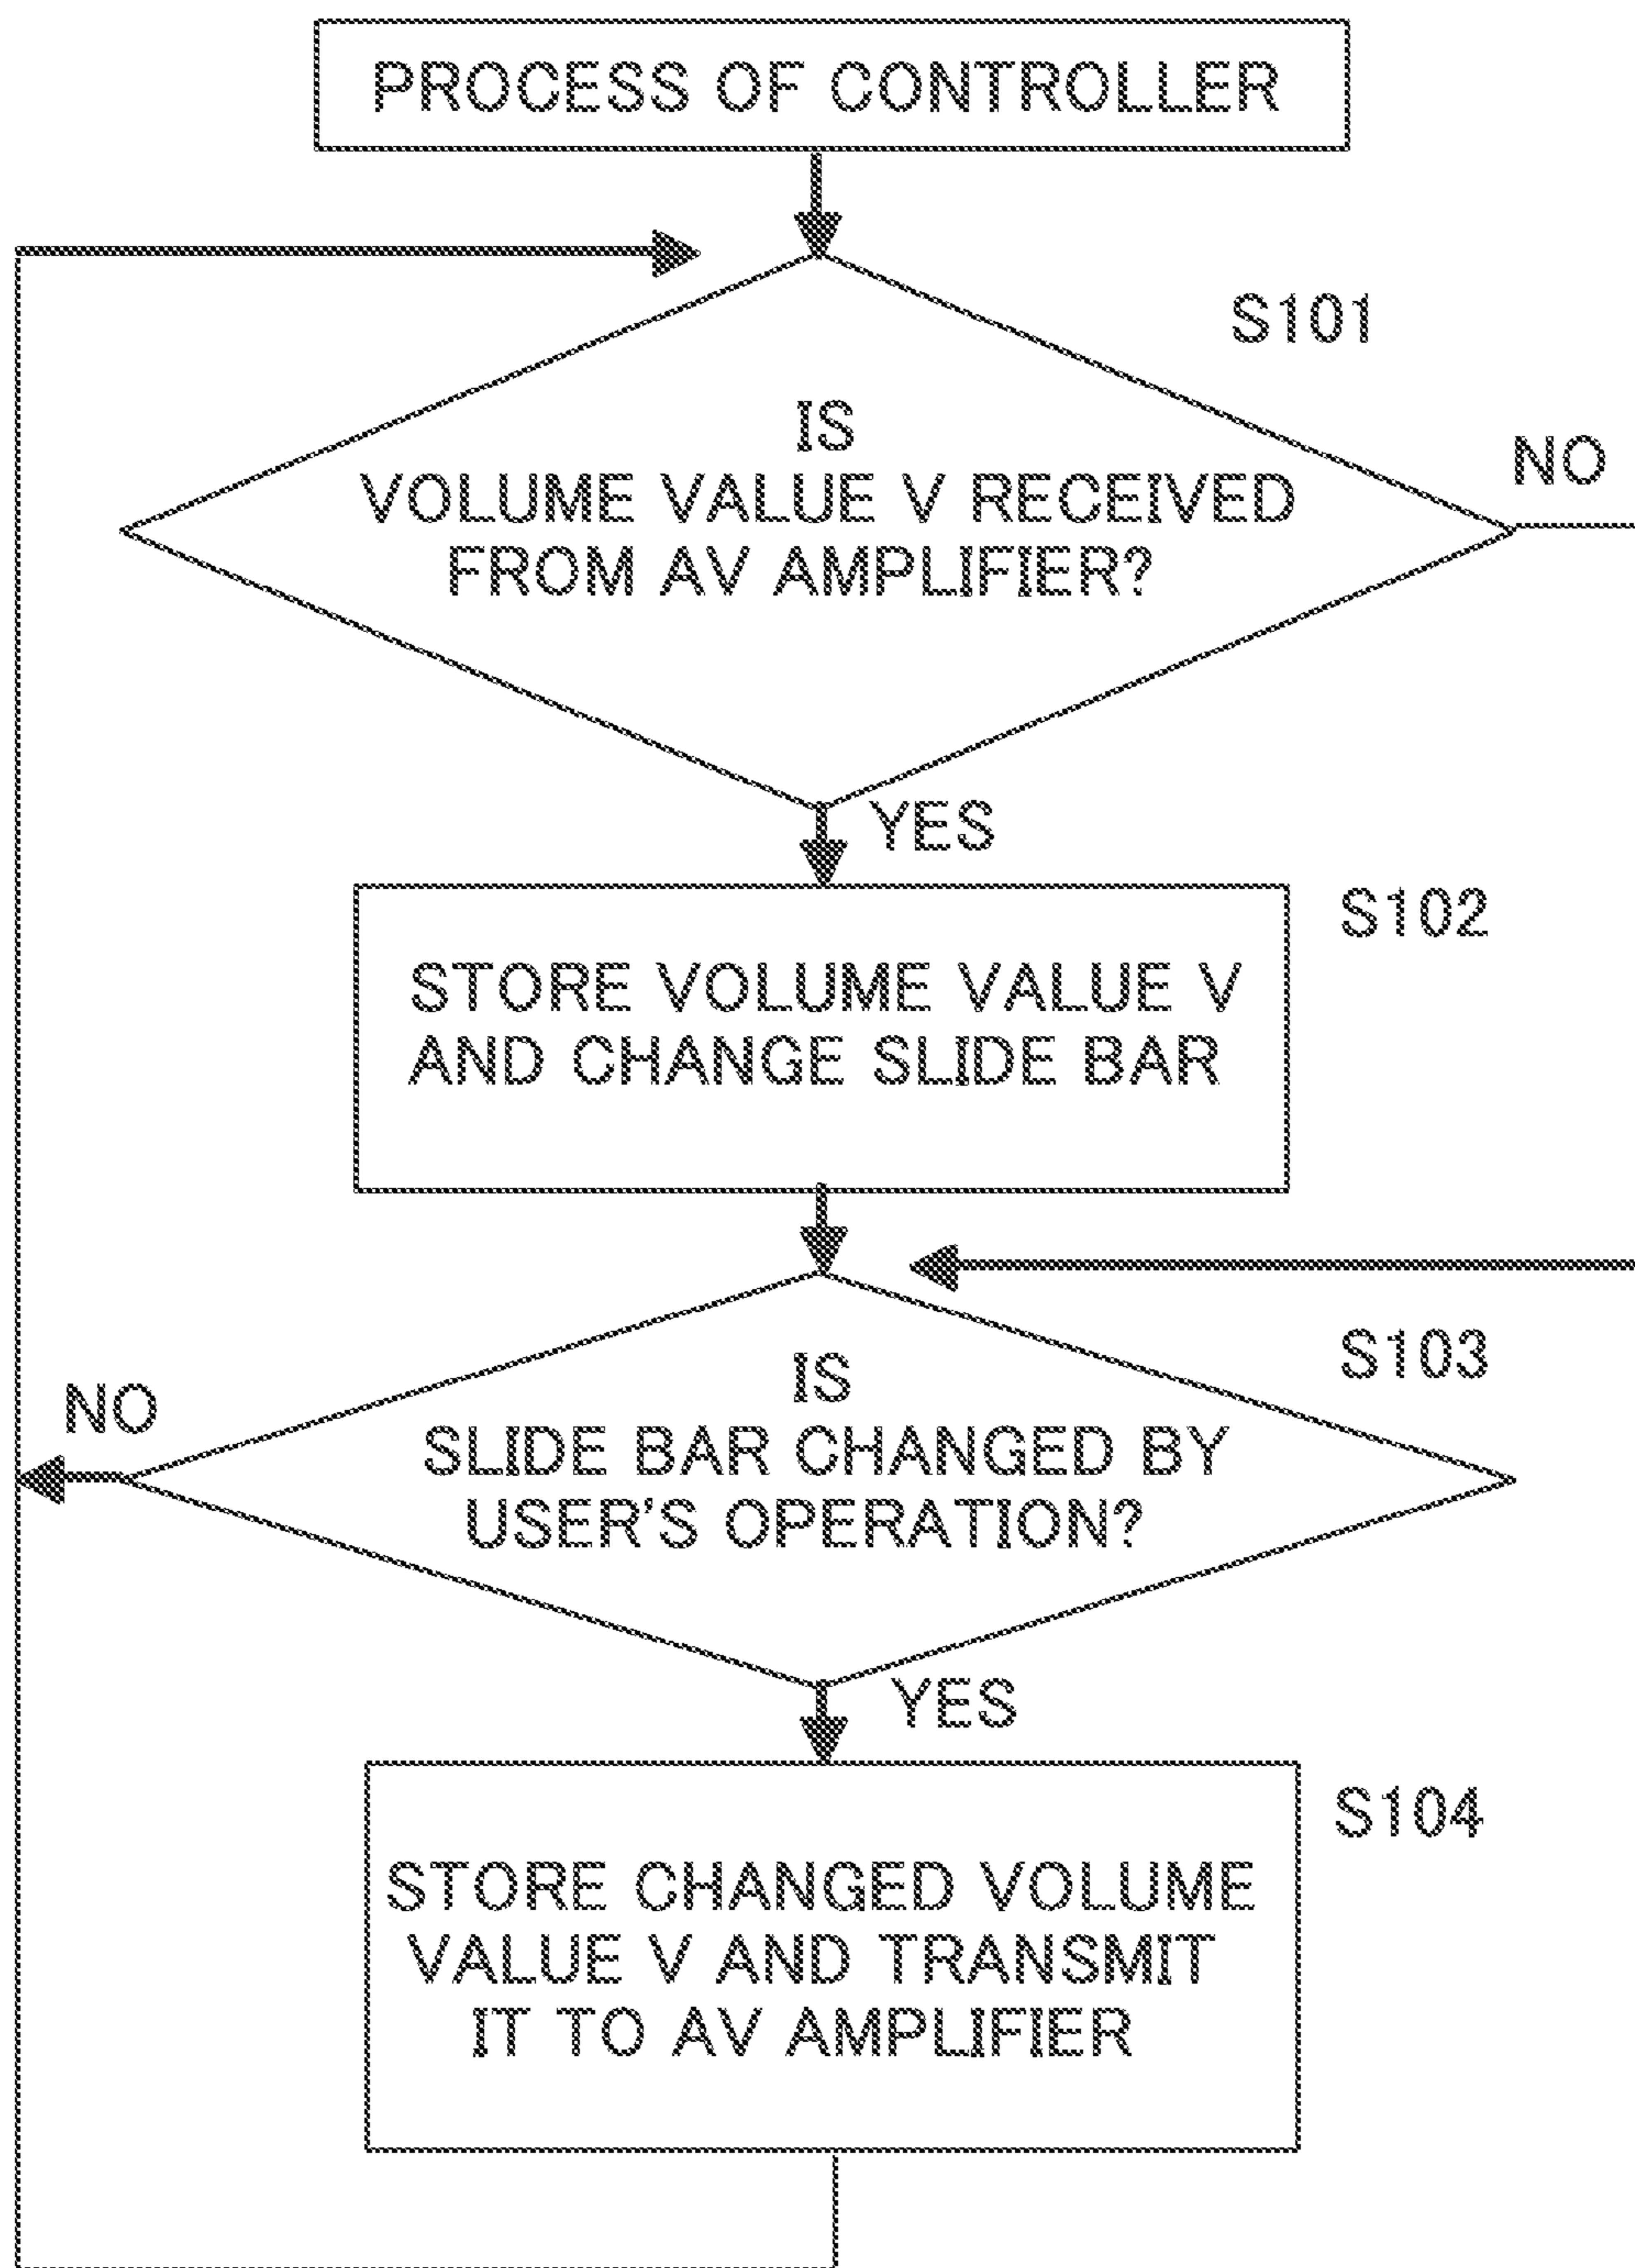 PROCESS OF CONTROLLER
S101
IS
VOLUME VALUE V RECEIVED
FROM AV AMPLIFIER?
NO
YES
S102
STORE VOLUME VALUE V
AND CHANGE SLIDE BAR
S103
IS
SLIDE BAR CHANGED BY
USER'S OPERATION?
NO
YES
S104
STORE CHANGED VOLUME
VALUE V AND TRANSMIT
IT TO AV AMPLIFIER